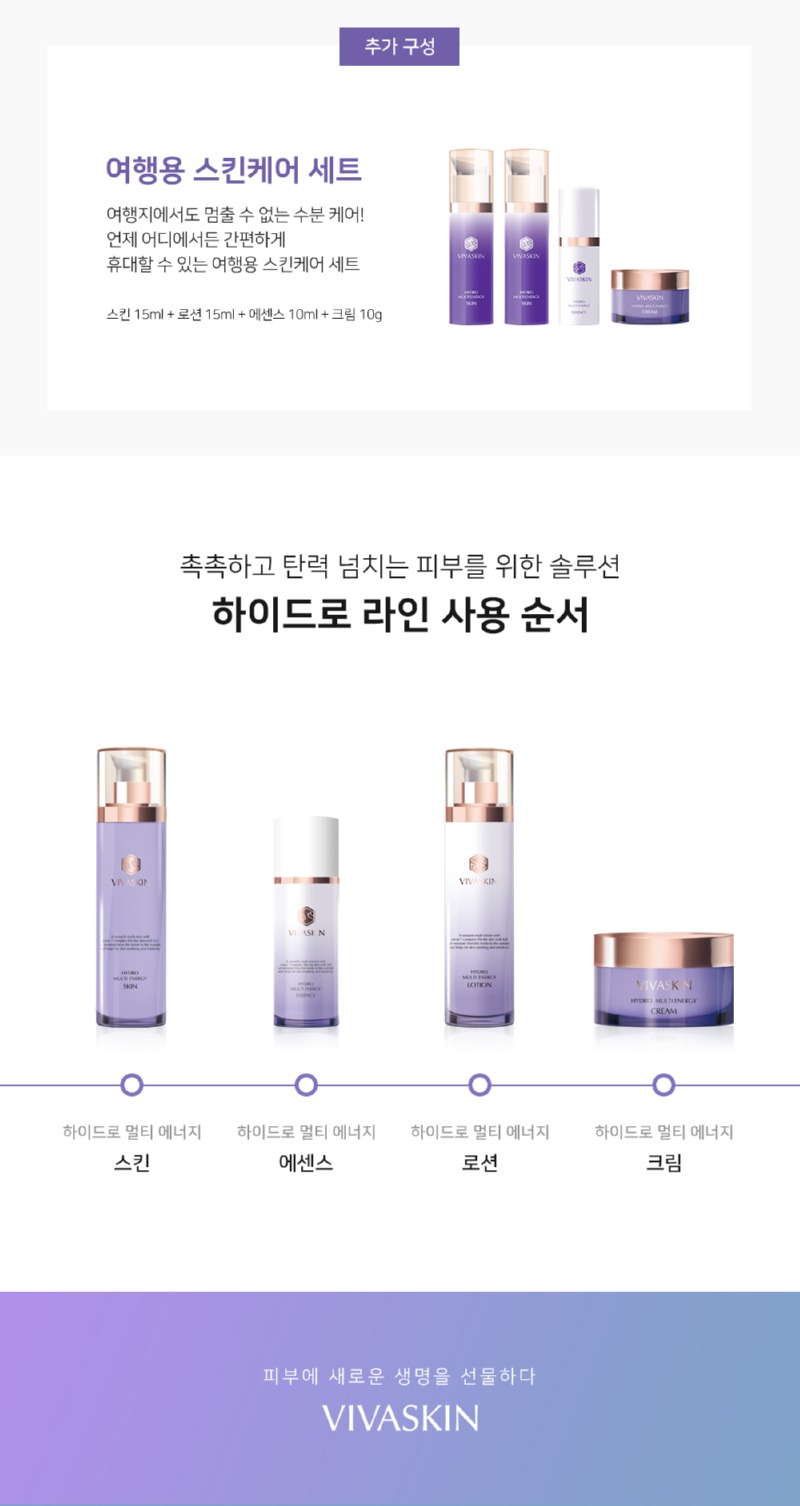 추가 구성
여행용 스킨케어 세트
여행지에서도 멈출 수 없는 수분 케어!
언제 어디에서든 간편하게
휴대할 수 있는 여행용 스킨케어 세트
스킨 15ml + 로션 15ml + 에센스 10ml + 크림 10g
VIVASKIN
HYDRO
MULTI ENERGY
SKIN
VIVASKIN
HYDRO
MULTI ENERGY
SKIN
VIVASKIN
ESSENCE
VIVASKIN
HYDRO MULTI ENERGY
CREAM
촉촉하고 탄력 넘치는 피부를 위한 솔루션
하이드로 라인 사용 순서
VIVASKIN
HYDRO
MULTI ENERGY
SKIN
VIVASKIN
HYDRO
MULTI ENERGY
ESSENCE
VIVASKIN
HYDRO
MULTI ENERGY
LOTION
VIVASKIN
HYDRO MULTI ENERGY
CREAM
하이드로 멀티 에너지
스킨
하이드로 멀티 에너지
에센스
하이드로 멀티 에너지
로션
하이드로 멀티 에너지
크림
피부에 새로운 생명을 선물하다
VIVASKIN